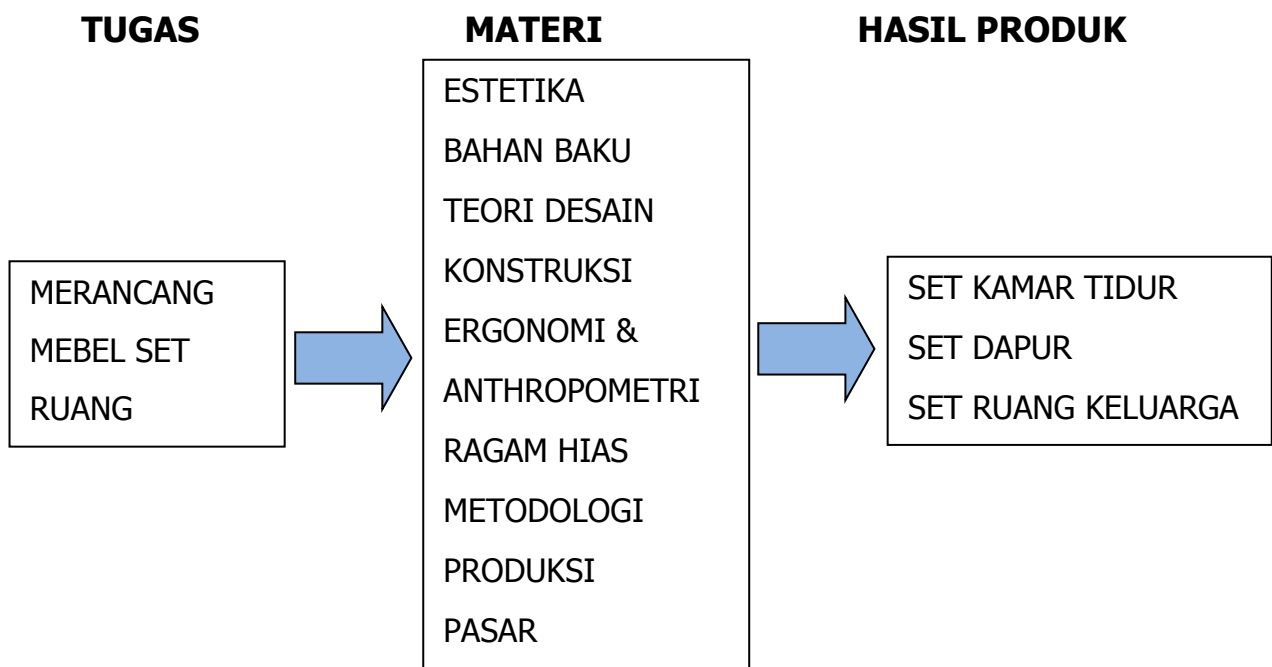 TUGAS
MATERI
HASIL PRODUK
MERANCANG
MEBEL SET
RUANG
ESTETIKA
BAHAN BAKU
TEORI DESAIN
KONSTRUKSI
ERGONOMI &
ANTHROPOMETRI
RAGAM HIAS
METODOLOGI
PRODUKSI
PASAR
SET KAMAR TIDUR
SET DAPUR
SET RUANG KELUARGA